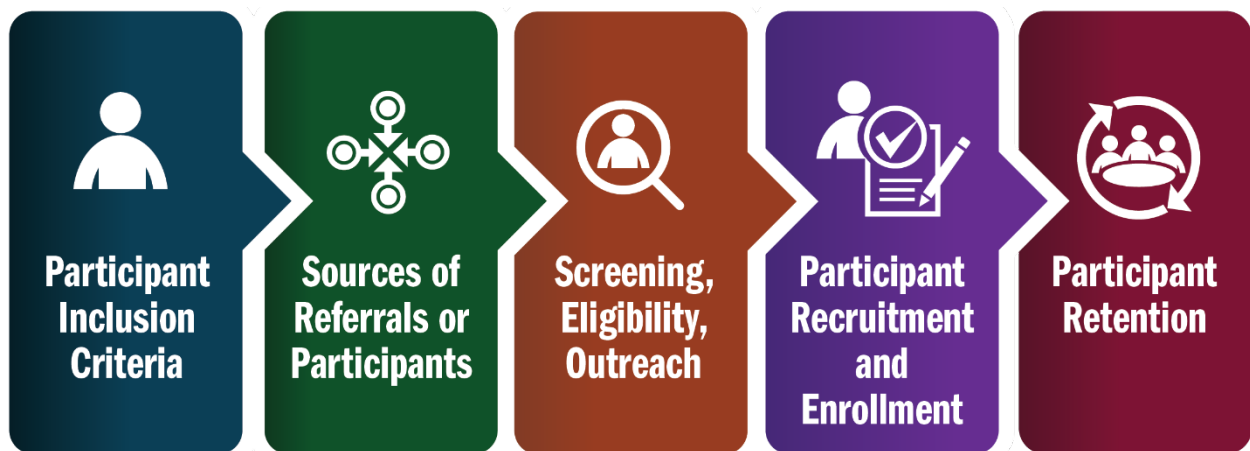 Participant
Inclusion
Criteria
Sources of
Referrals or
Participants
Screening,
Eligibility,
Outreach
Participant
Recruitment
and
Enrollment
Participant
Retention